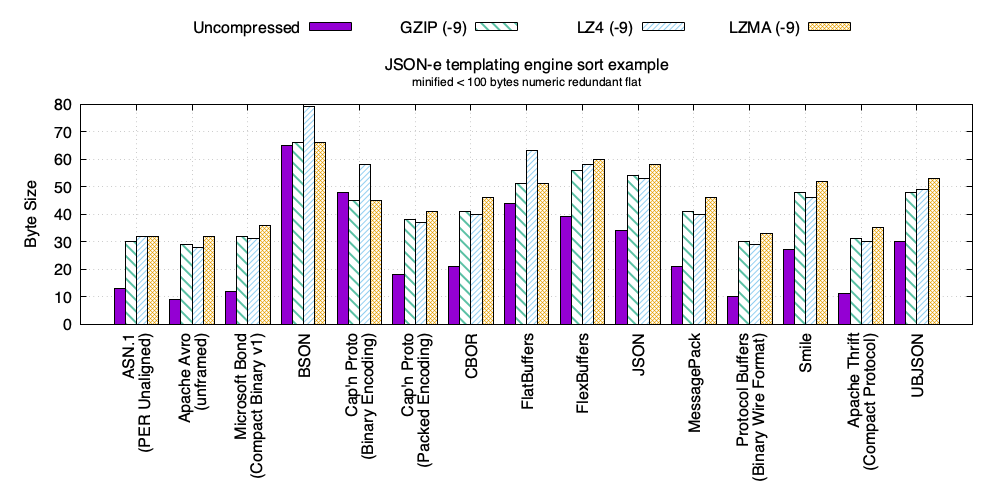 Uncompressed GZIP (-9) LZ4 (-9) LZMA (-9)
JSON-e templating engine sort example
minified < 100 bytes numeric redundant flat
Byte Size
80
70
60
50
40
30
20
10
0
ASN.1
(PER Unaligned)
Apache Avro
(unframed)
Microsoft Bond
(Compact Binary v1)
BSON
Cap'n Proto
(Binary Encoding)
Cap'n Proto
(Packed Encoding)
CBOR
FlatBuffers
FlexBuffers
JSON
MessagePack
Protocol Buffers
(Binary Wire Format)
Smile
Apache Thrift
(Compact Protocol)
UBJSON